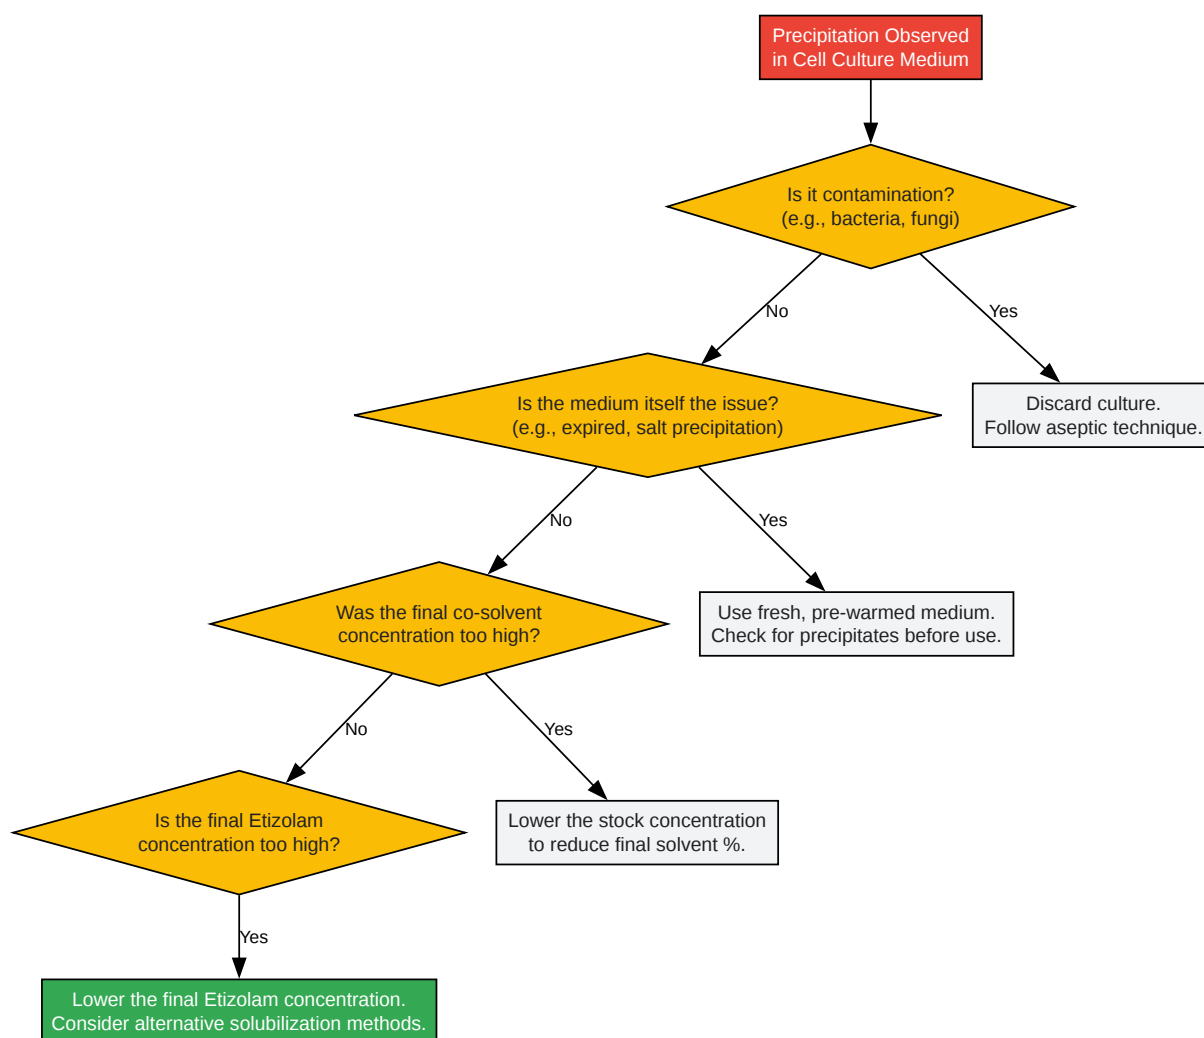 Precipitation Observed
in Cell Culture Medium
Is it contamination?
(e.g., bacteria, fungi)
No
Yes
Is the medium itself the issue?
(e.g., expired, salt precipitation)
Discard culture.
Follow aseptic technique.
No
Yes
Was the final co-solvent
concentration too high?
Use fresh, pre-warmed medium.
Check for precipitates before use.
No
Yes
Is the final Etizolam
concentration too high?
Lower the stock concentration
to reduce final solvent %.
Yes
Lower the final Etizolam concentration.
Consider alternative solubilization methods.